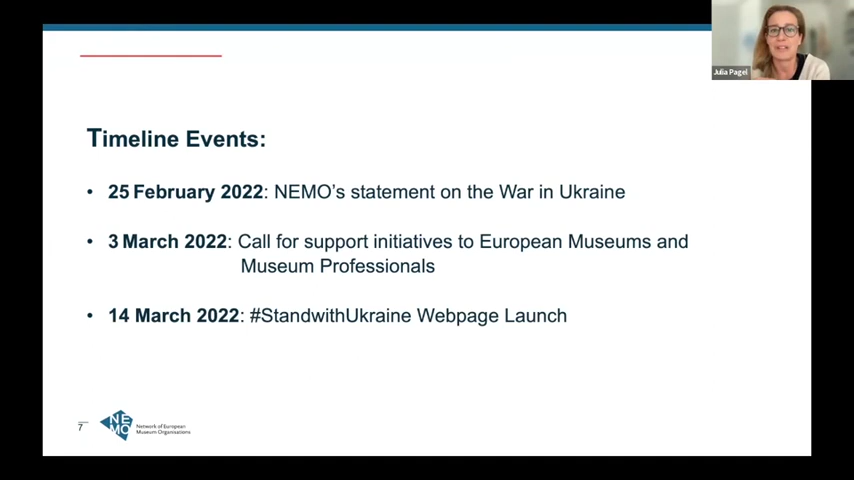 Julia Pagel
Timeline Events:
• 25 February 2022: NEMO's statement on the War in Ukraine
• 3 March 2022: Call for support initiatives to European Museums and
Museum Professionals
• 14 March 2022: #StandwithUkraine Webpage Launch
7
NE
MO
Network of European
Museum Organisations